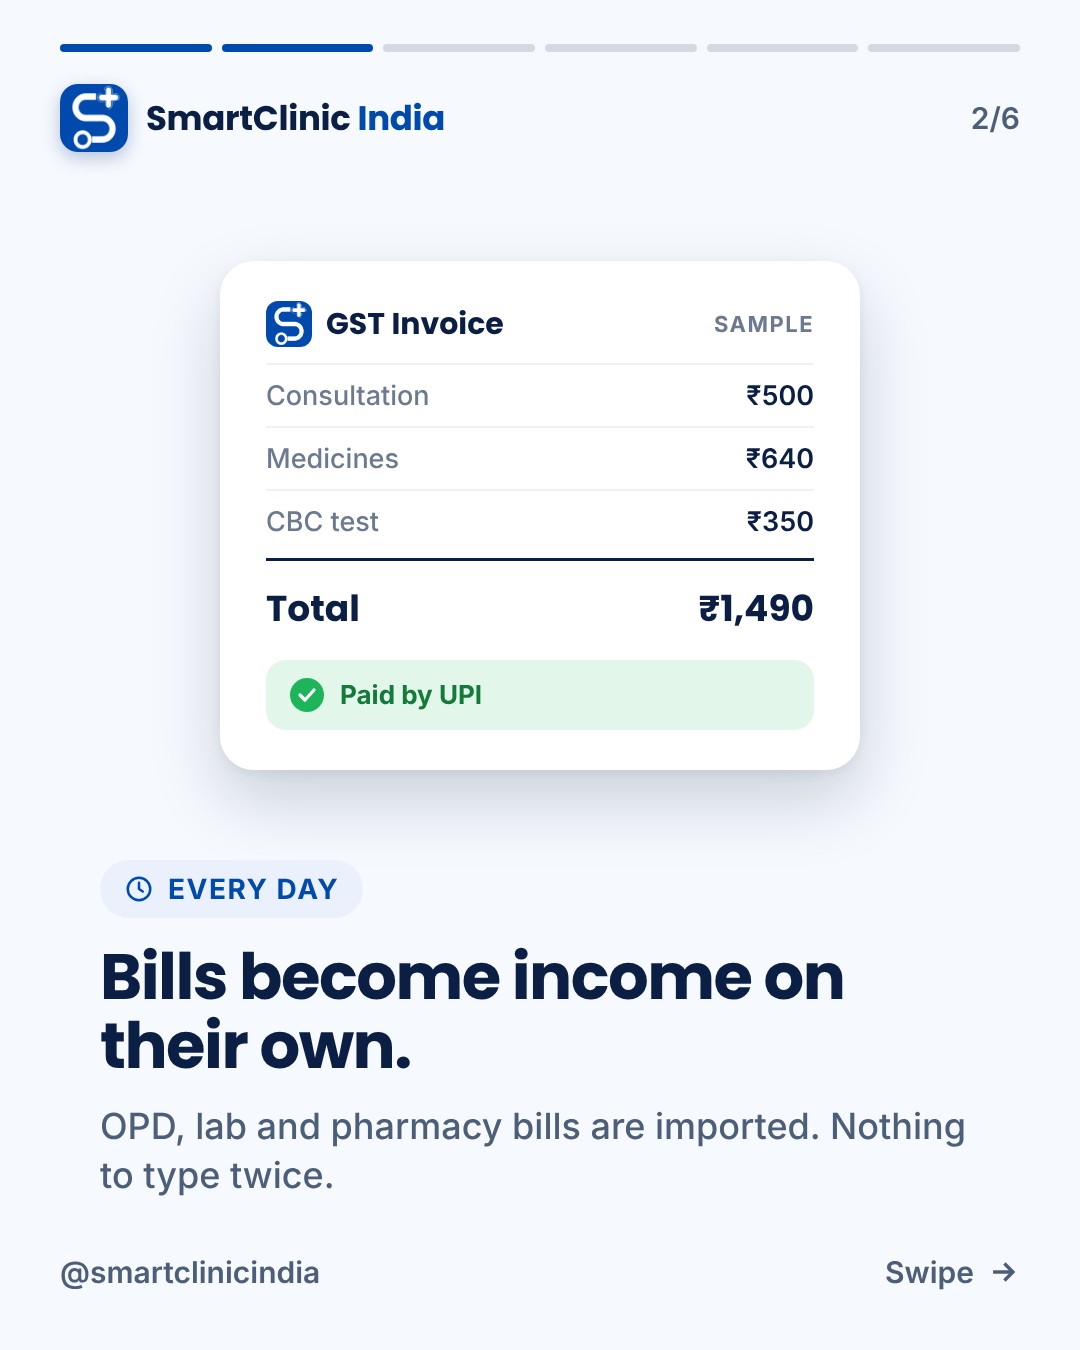 SmartClinic India
2/6
GST Invoice SAMPLE
Consultation ₹500
Medicines ₹640
CBC test ₹350
Total ₹1,490
Paid by UPI
EVERY DAY
Bills become income on
their own.
OPD, lab and pharmacy bills are imported. Nothing
to type twice.
@smartclinicindia
Swipe →